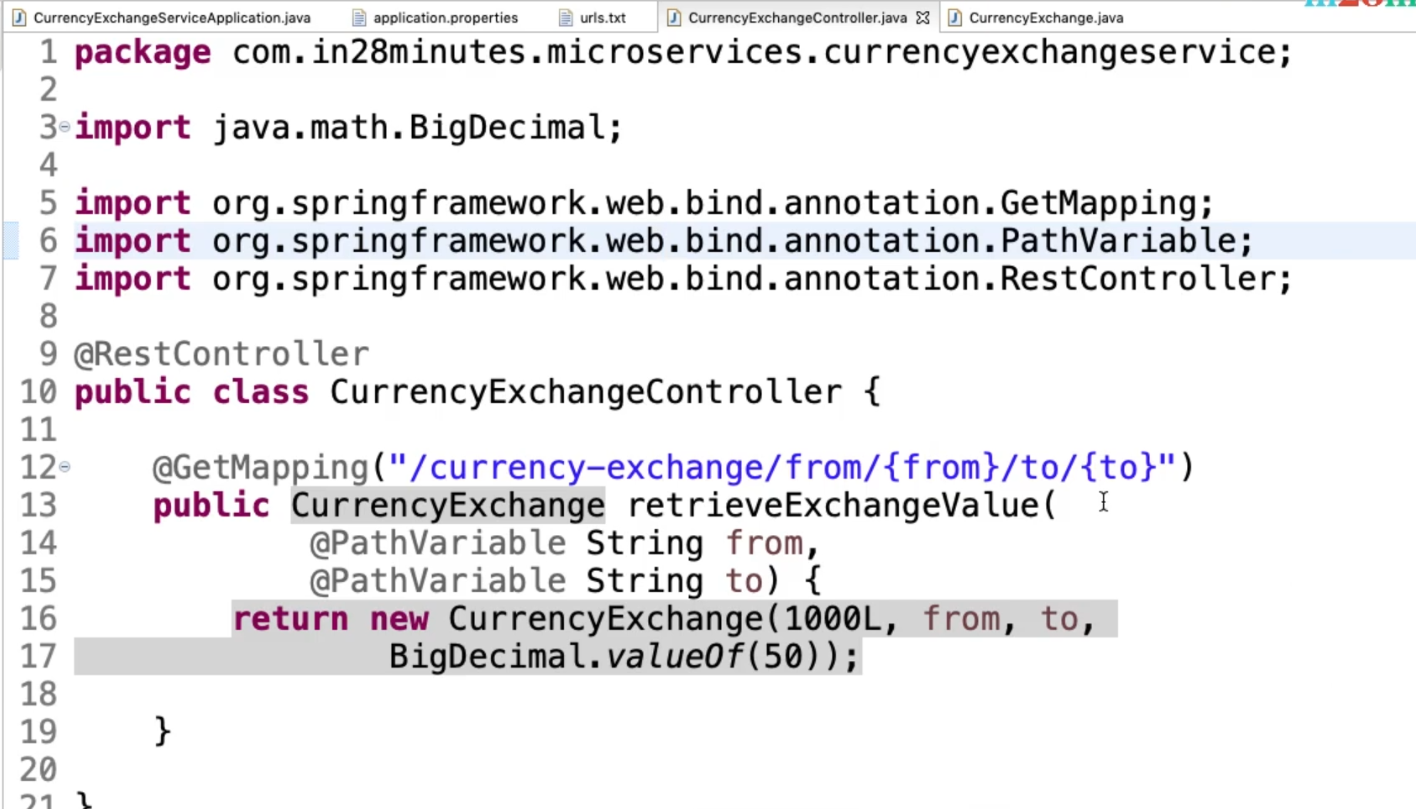 CurrencyExchangeServiceApplication.java application.properties urls.txt CurrencyExchangeController.java CurrencyExchange.java
1 package com.in28minutes.microservices.currencyexchangeservice;
2
3 import java.math.BigDecimal;
4
5 import org.springframework.web.bind.annotation.GetMapping;
6 import org.springframework.web.bind.annotation.PathVariable;
7 import org.springframework.web.bind.annotation.RestController;
8
9 @RestController
10 public class CurrencyExchangeController {
11
12 @GetMapping("/currency-exchange/from/{from}/to/{to}")
13 public CurrencyExchange retrieveExchangeValue(
14 @PathVariable String from,
15 @PathVariable String to) {
16 return new CurrencyExchange(1000L, from, to,
17 BigDecimal.valueOf(50));
18
19 }
20
21 }